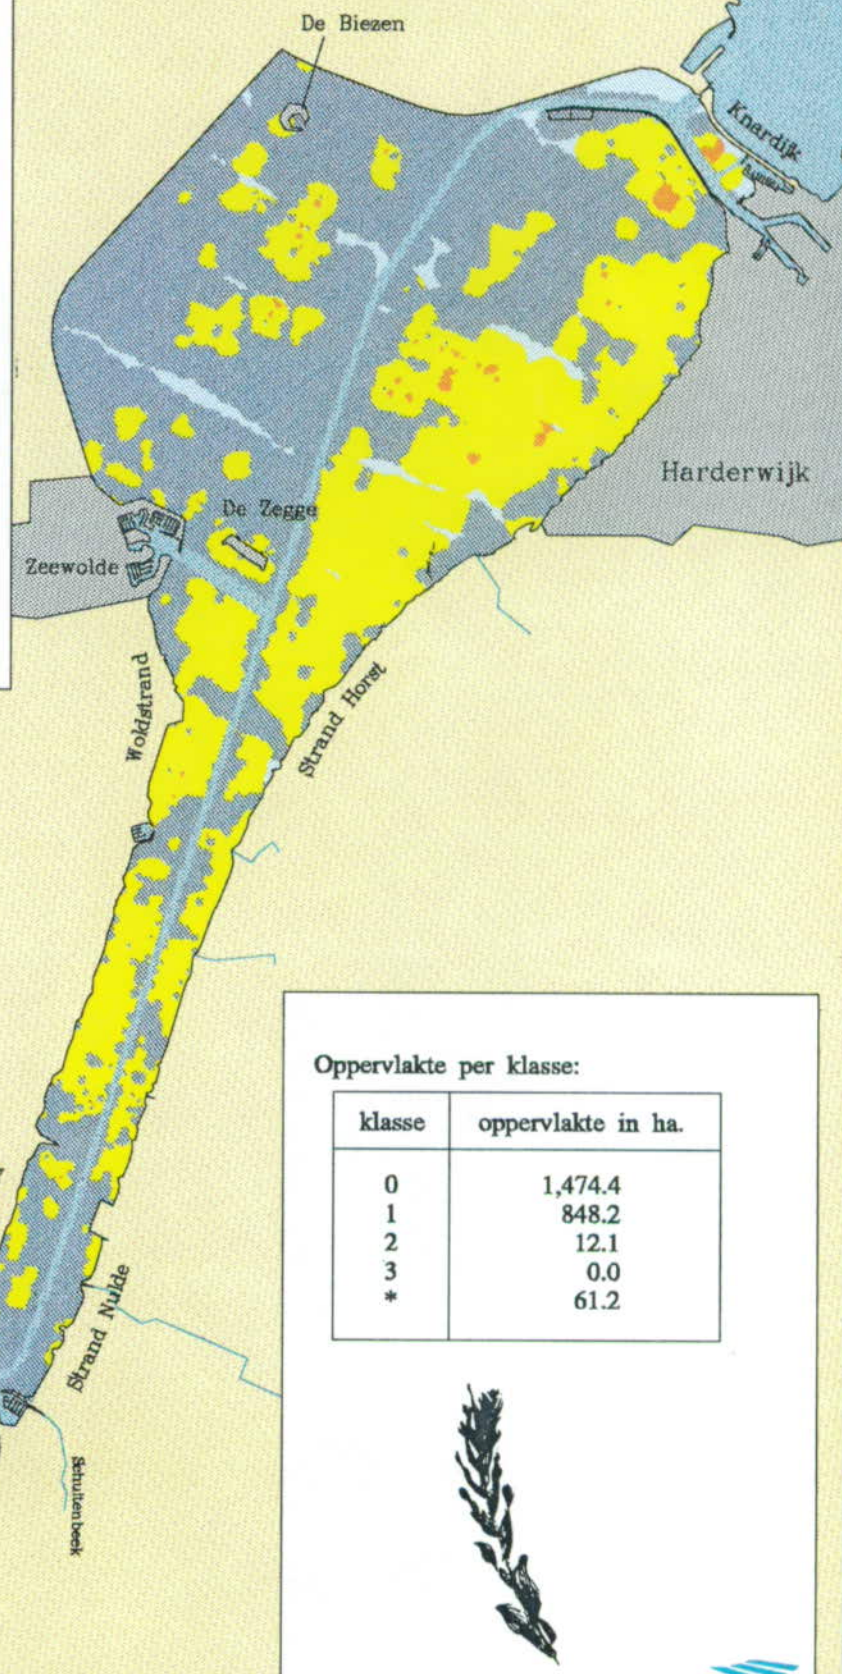 De Biezen
Knardijk
Harderwijk
De Zegge
Zeewolde
Woldstrand
Strand Horst
Strand Nulde
Schuitenbeek
Oppervlakte per klasse:
klasse oppervlakte in ha.
0 1,474.4
1 848.2
2 12.1
3 0.0
* 61.2